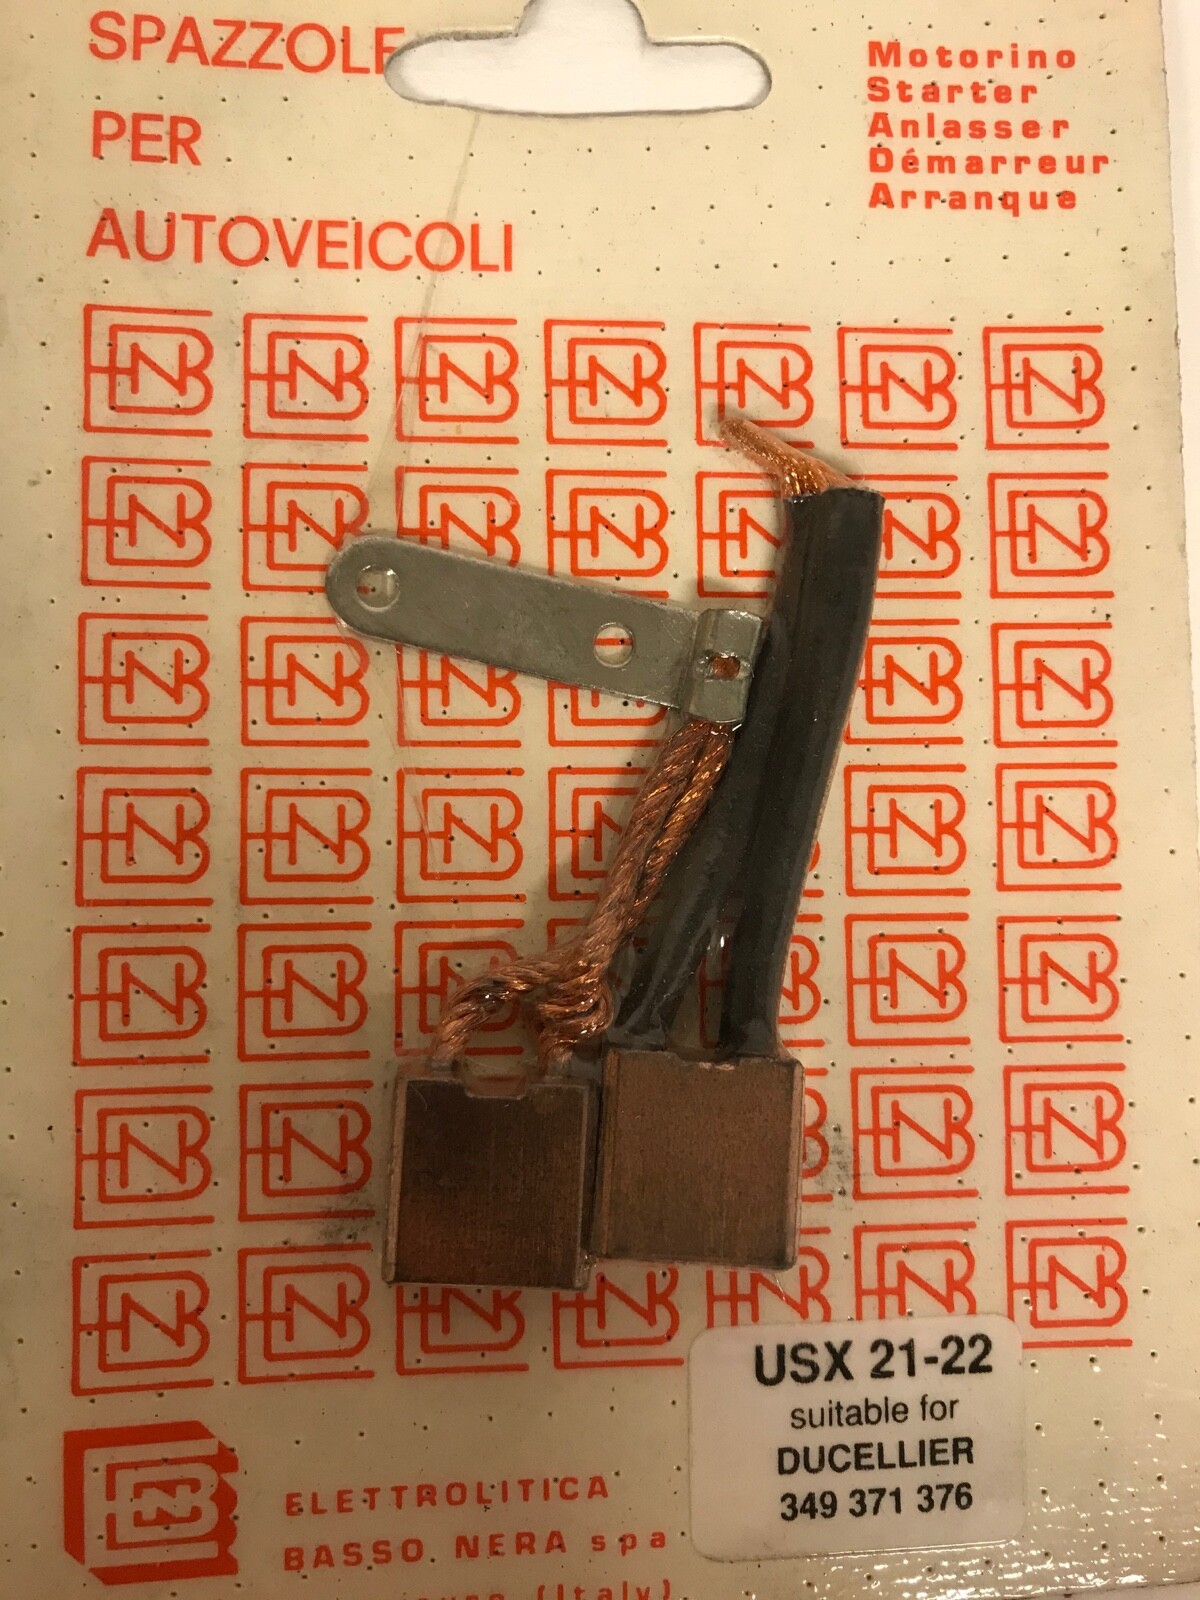 SPAZZOLE
PER
AUTOVEICOLI
Motorino
Starter
Anlasser
Démarreur
Arranque
USX 21-22
suitable for
DUCELLIER
349 371 376
ELETTROLITICA
BASSO NERA spa
(Italy)